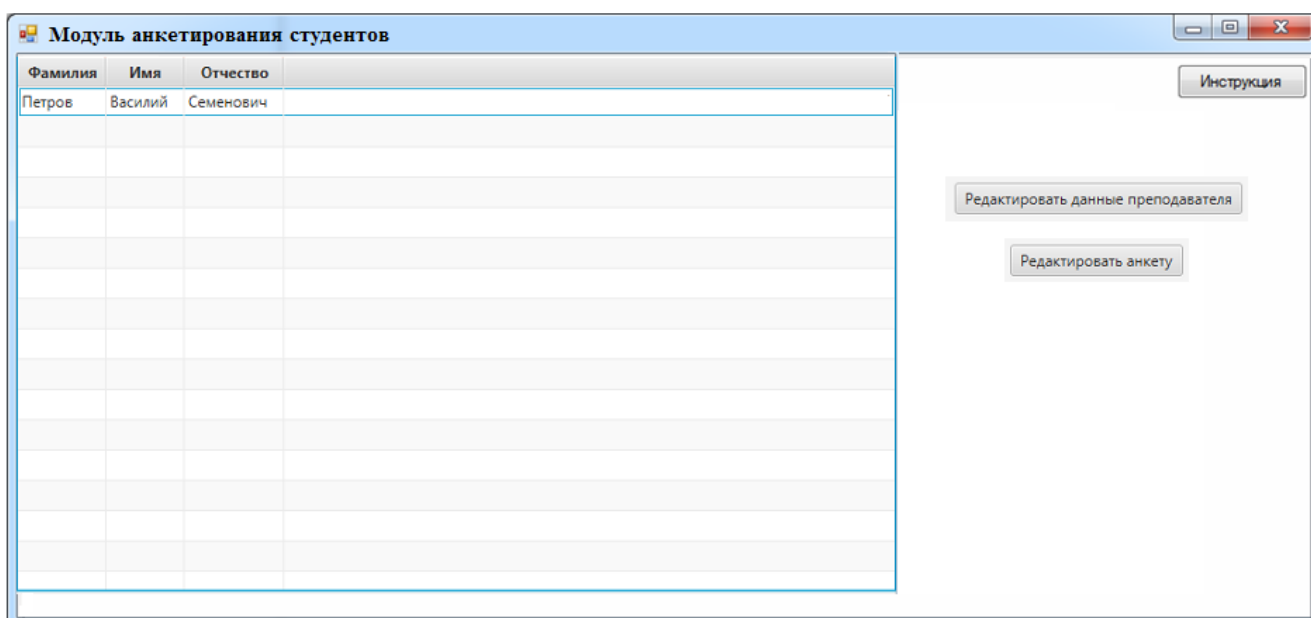 Модуль анкетирования студентов
Фамилия Имя Отчество
Инструкция
Петров Василий Семенович
Редактировать данные преподавателя
Редактировать анкету